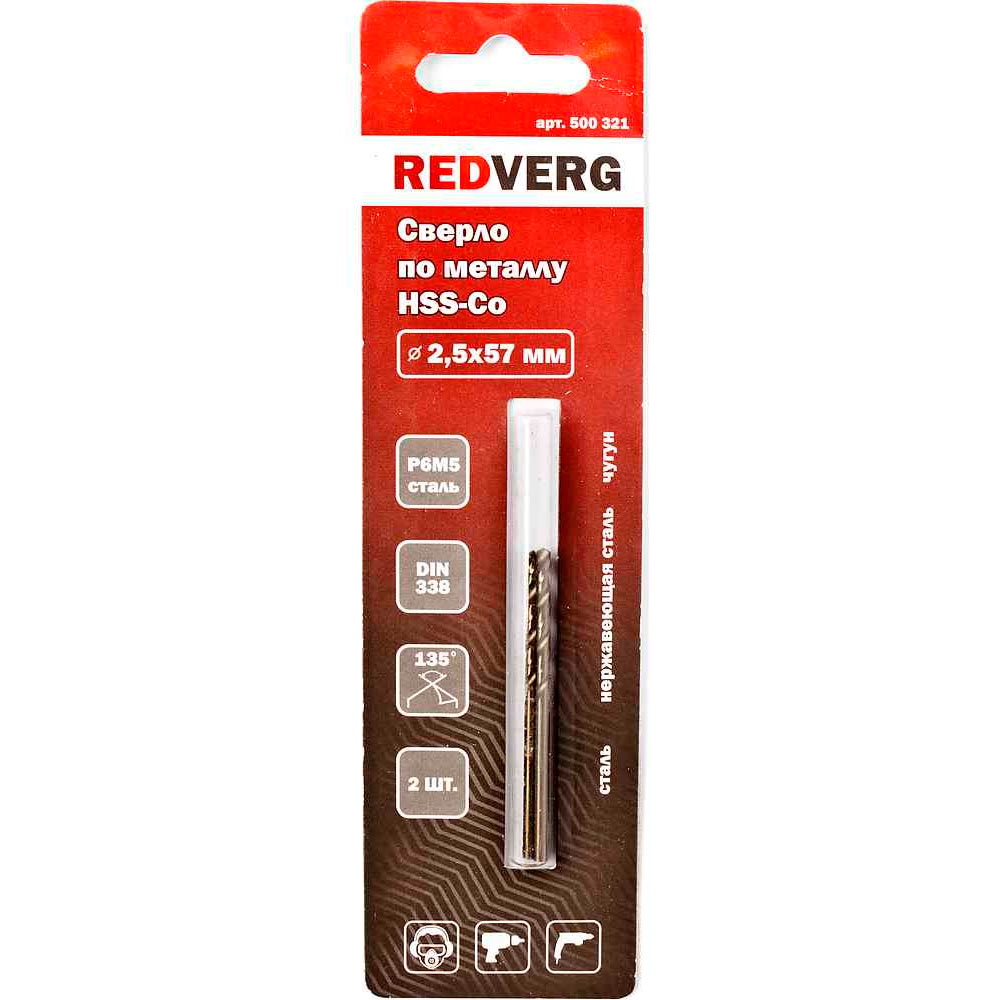 арт. 500 321
REDVERG
Сверло
по металлу
HSS-Co
⌀ 2,5x57 мм
Р6М5
сталь
DIN
338
135°
2 ШТ.
сталь нержавеющая сталь чугун